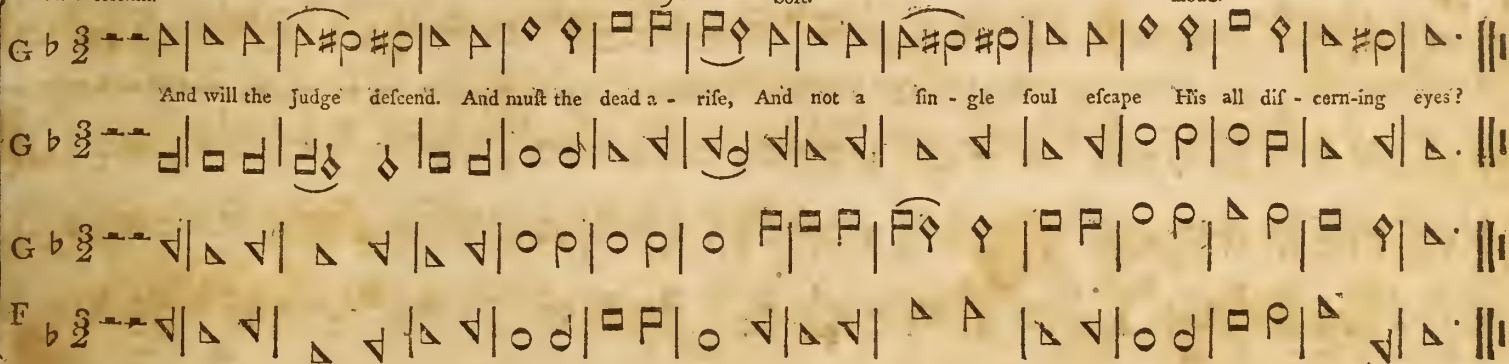 G ♭ 3/2
And will the Judge deſcend. And muſt the dead a - riſe, And not a ſin - gle ſoul eſcape His all diſ - cern-ing eyes?
G ♭ 3/2
G ♭ 3/2
F ♭ 3/2